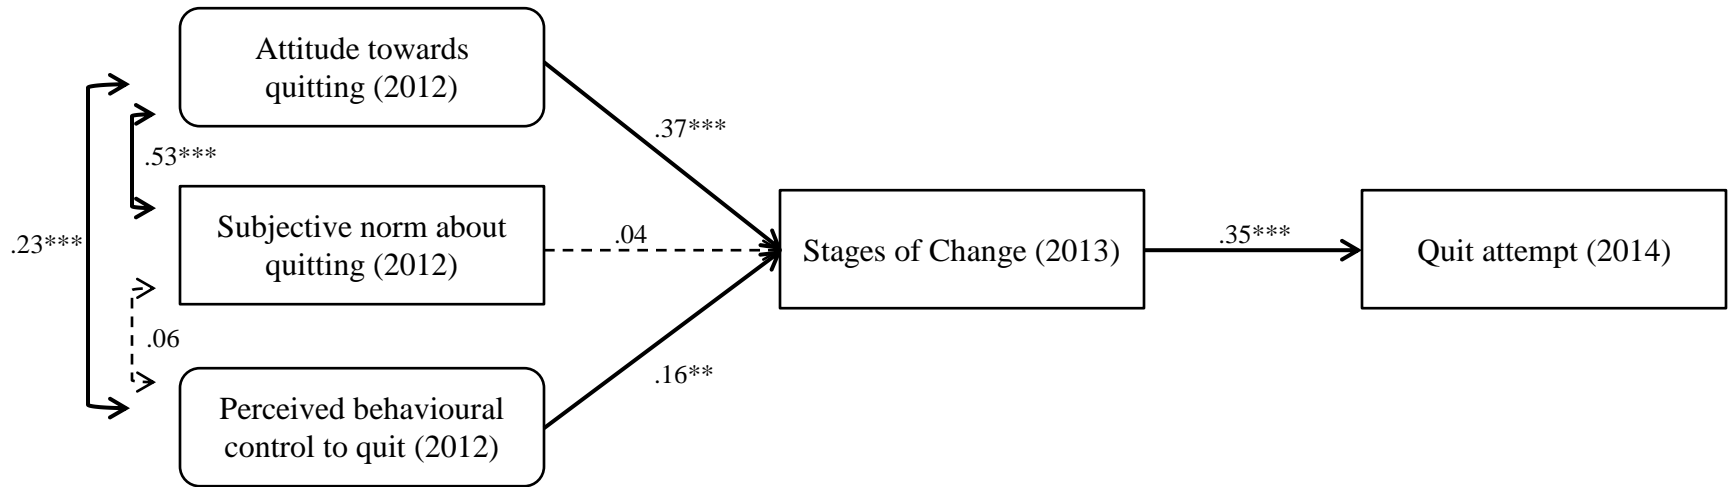 Attitude towards
quitting (2012)
.37***
.53***
Subjective norm about
quitting (2012)
.23***
.04
Stages of Change (2013)
.35***
Quit attempt (2014)
.06
.16**
Perceived behavioural
control to quit (2012)